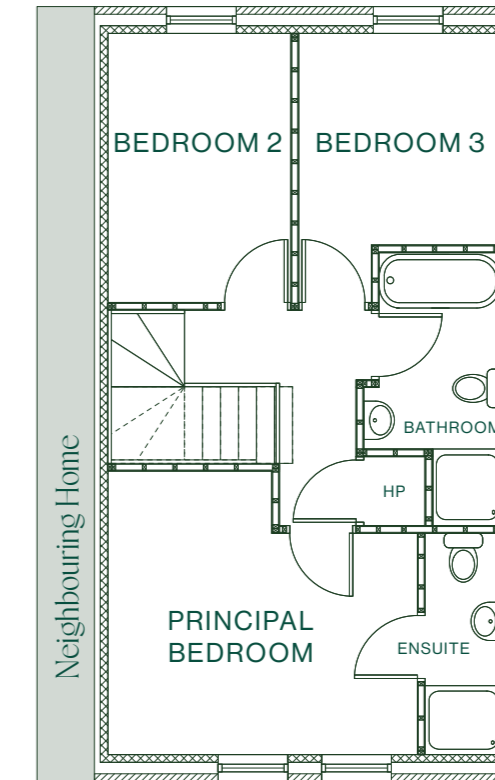 BEDROOM 2
BEDROOM 3
BATHROOM
HP
PRINCIPAL
BEDROOM
ENSUITE
Neighbouring Home